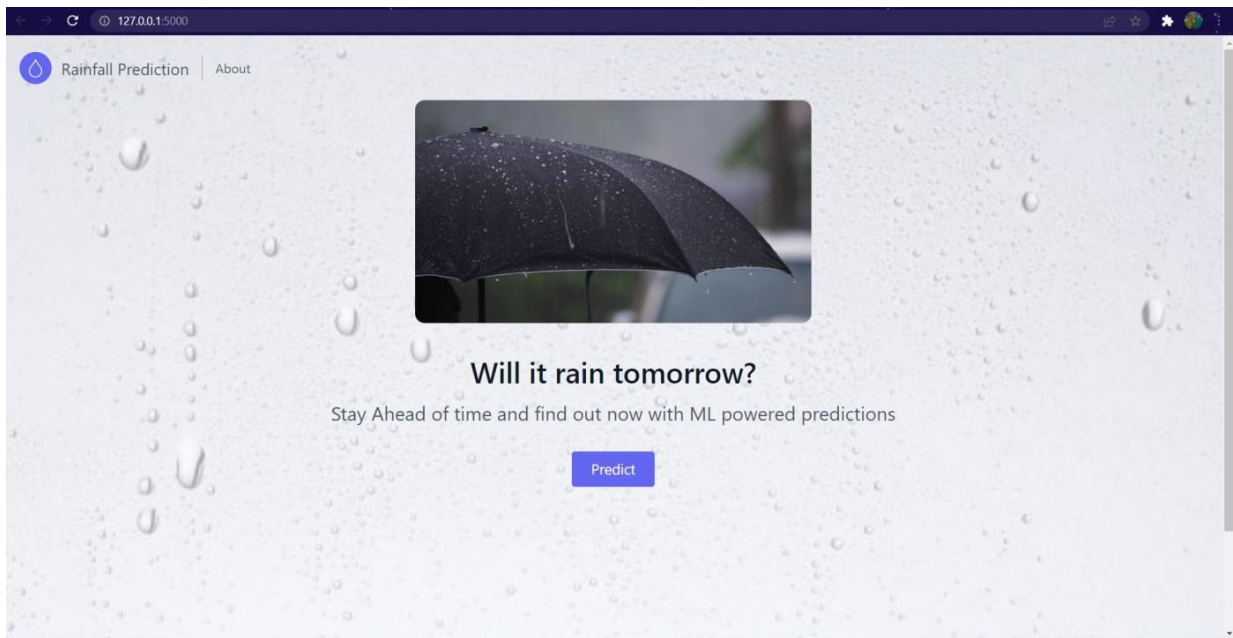 127.0.0.1:5000
Rainfall Prediction
About
Will it rain tomorrow?
Stay Ahead of time and find out now with ML powered predictions
Predict